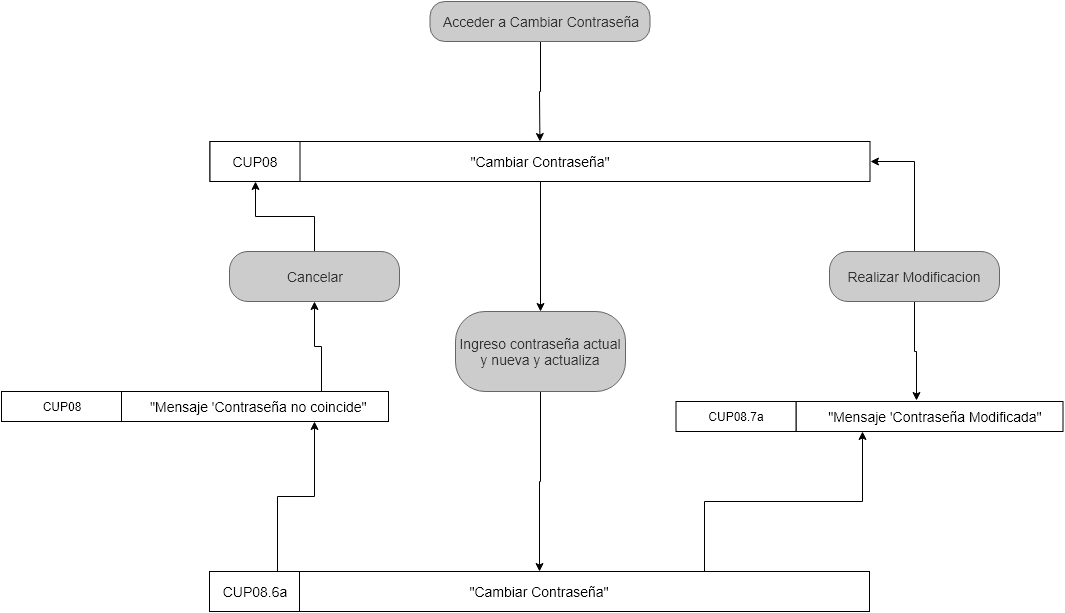 Acceder a Cambiar Contraseña
CUP08
"Cambiar Contraseña"
Cancelar
Realizar Modificacion
Ingreso contraseña actual
y nueva y actualiza
CUP08
"Mensaje 'Contraseña no coincide"
CUP08.7a
"Mensaje 'Contraseña Modificada"
CUP08.6a
"Cambiar Contraseña"